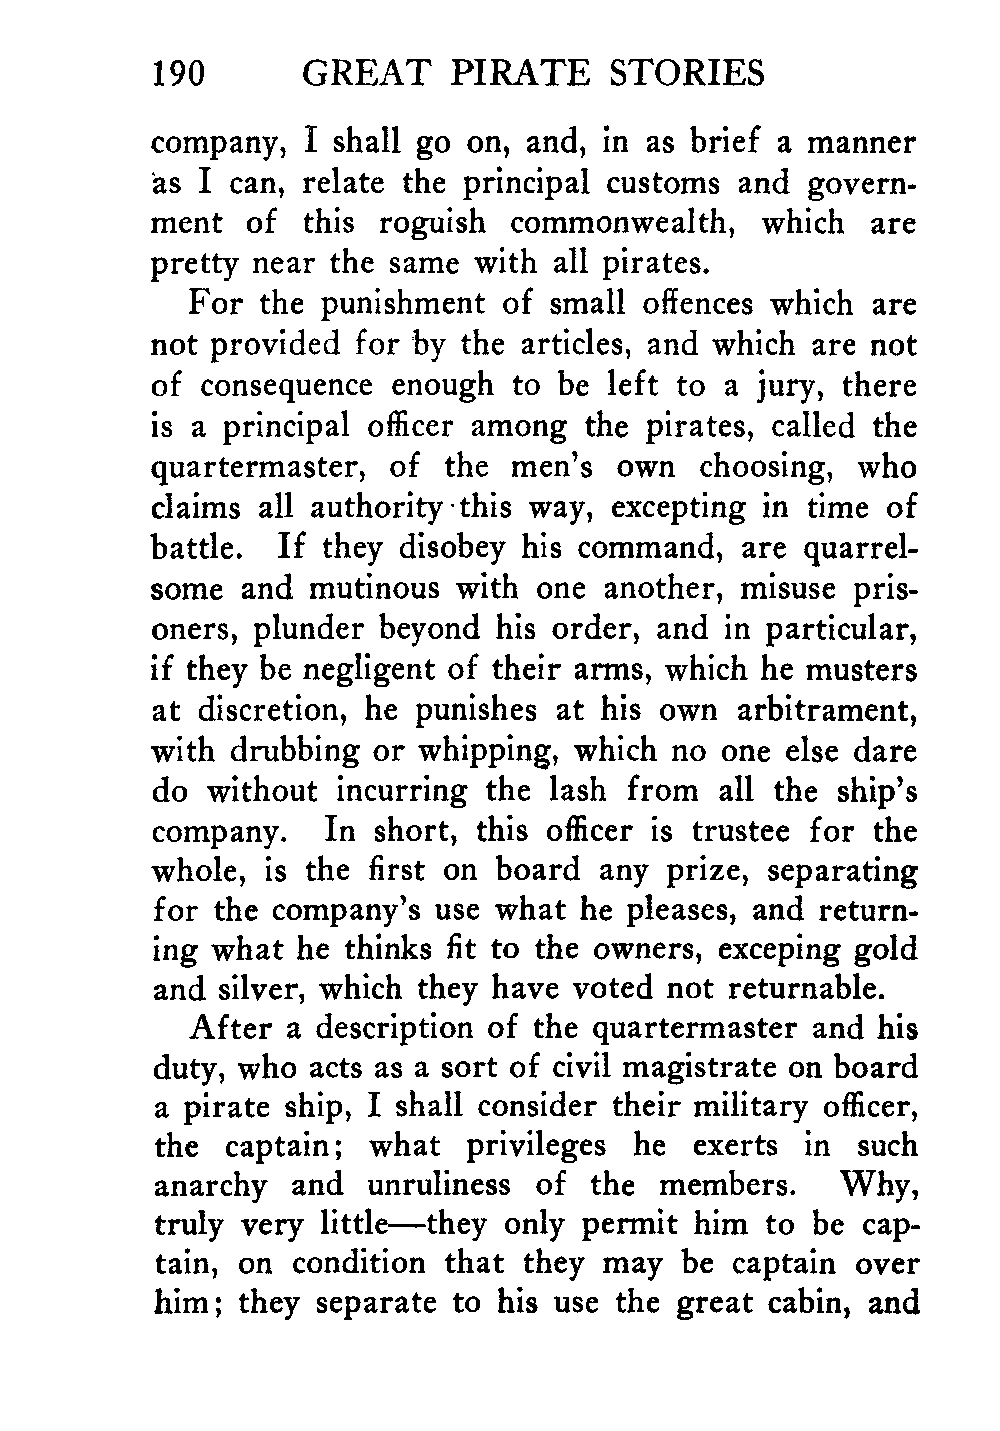 190 GREAT PIRATE STORIES
company, I shall go on, and, in as brief a manner
as I can, relate the principal customs and govern-
ment of this roguish commonwealth, which are
pretty near the same with all pirates.
For the punishment of small offences which are
not provided for by the articles, and which are not
of consequence enough to be left to a jury, there
is a principal officer among the pirates, called the
quartermaster, of the men's own choosing, who
claims all authority this way, excepting in time of
battle. If they disobey his command, are quarrel-
some and mutinous with one another, misuse pris-
oners, plunder beyond his order, and in particular,
if they be negligent of their arms, which he musters
at discretion, he punishes at his own arbitrament,
with drubbing or whipping, which no one else dare
do without incurring the lash from all the ship's
company. In short, this officer is trustee for the
whole, is the first on board any prize, separating
for the company's use what he pleases, and return-
ing what he thinks fit to the owners, exceping gold
and silver, which they have voted not returnable.
After a description of the quartermaster and his
duty, who acts as a sort of civil magistrate on board
a pirate ship, I shall consider their military officer,
the captain; what privileges he exerts in such
anarchy and unruliness of the members. Why,
truly very little—they only permit him to be cap-
tain, on condition that they may be captain over
him; they separate to his use the great cabin, and